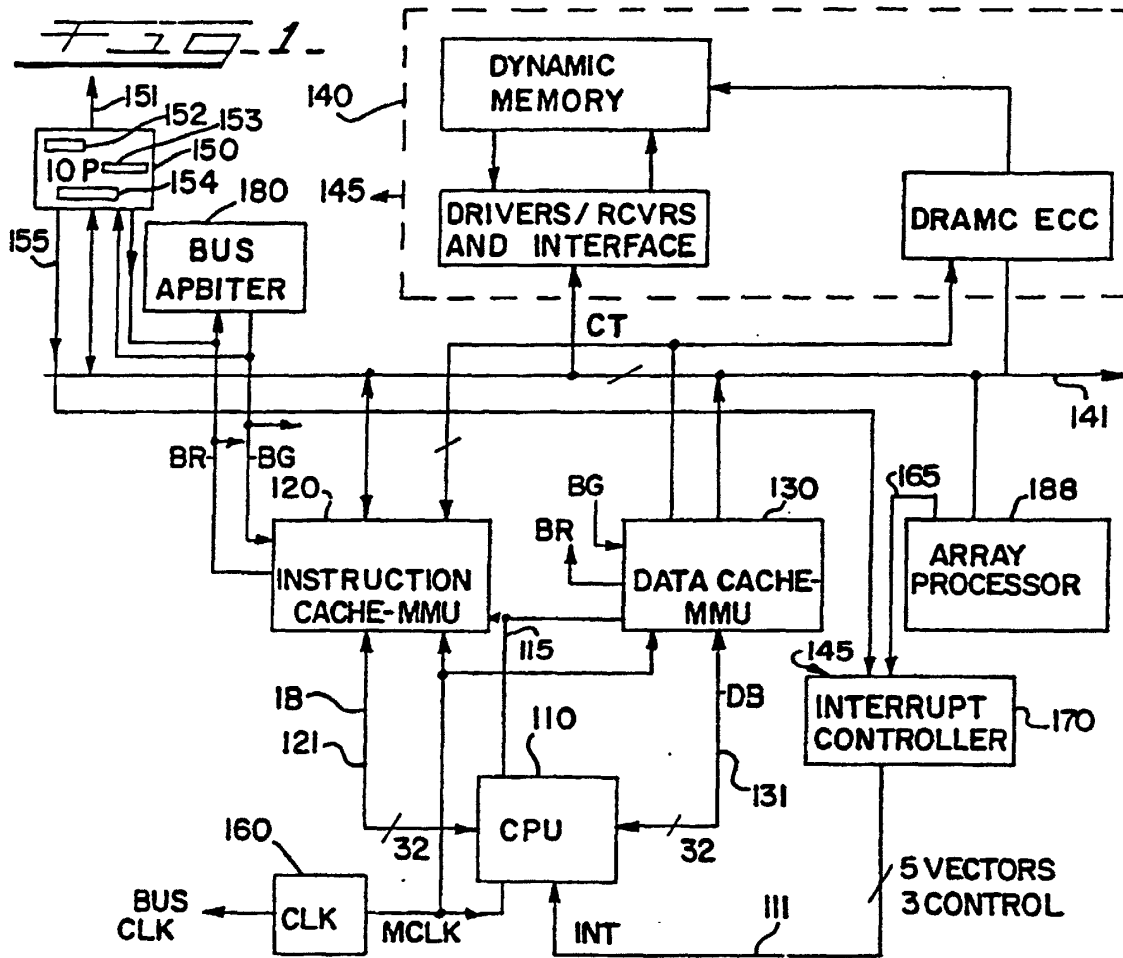 FIG-1-
151
152
153
IOP
150
154
155
180
BUS
APBITER
140
145
DYNAMIC
MEMORY
DRIVERS/RCVRS
AND INTERFACE
DRAMC ECC
CT
141
BR
BG
120
INSTRUCTION
CACHE-MMU
BG
BR
130
DATA CACHE-
MMU
165
188
ARRAY
PROCESSOR
115
145
INTERRUPT
CONTROLLER
170
1B
121
DB
131
110
CPU
32
32
160
CLK
BUS
CLK
MCLK
INT
111
5 VECTORS
3 CONTROL